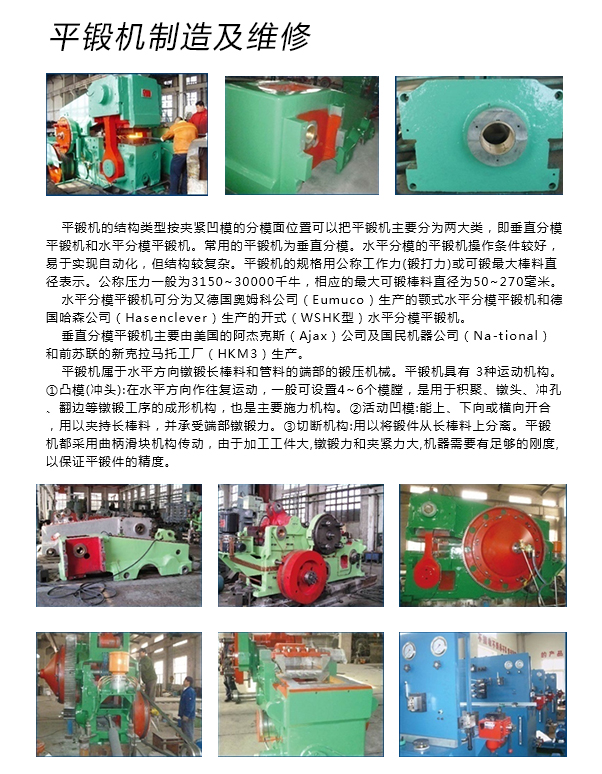 平锻机制造及维修
平锻机的结构类型按夹紧凹模的分模面位置可以把平锻机主要分为两大类，即垂直分模
平锻机和水平分模平锻机。常用的平锻机为垂直分模。水平分模的平锻机操作条件较好，
易于实现自动化，但结构较复杂。平锻机的规格用公称工作力(锻打力)或可锻最大棒料直
径表示。公称压力一般为3150~30000千牛，相应的最大可锻棒料直径为50~270毫米。
水平分模平锻机可分为又德国奥姆科公司（Eumuco）生产的颚式水平分模平锻机和德
国哈森公司（Hasenclever）生产的开式（WSHK型）水平分模平锻机。
垂直分模平锻机主要由美国的阿杰克斯（Ajax）公司及国民机器公司（Na-tional）
和前苏联的新克拉马托工厂（HKM3）生产。
平锻机属于水平方向镦锻长棒料和管料的端部的锻压机械。平锻机具有 3种运动机构。
①凸模(冲头):在水平方向作往复运动，一般可设置4~6个模膛，是用于积聚、镦头、冲孔
、翻边等镦锻工序的成形机构，也是主要施力机构。②活动凹模:能上、下向或横向开合
，用以夹持长棒料，并承受端部镦锻力。③切断机构:用以将锻件从长棒料上分离。平锻
机都采用曲柄滑块机构传动，由于加工工件大,镦锻力和夹紧力大,机器需要有足够的刚度,
以保证平锻件的精度。
的产品